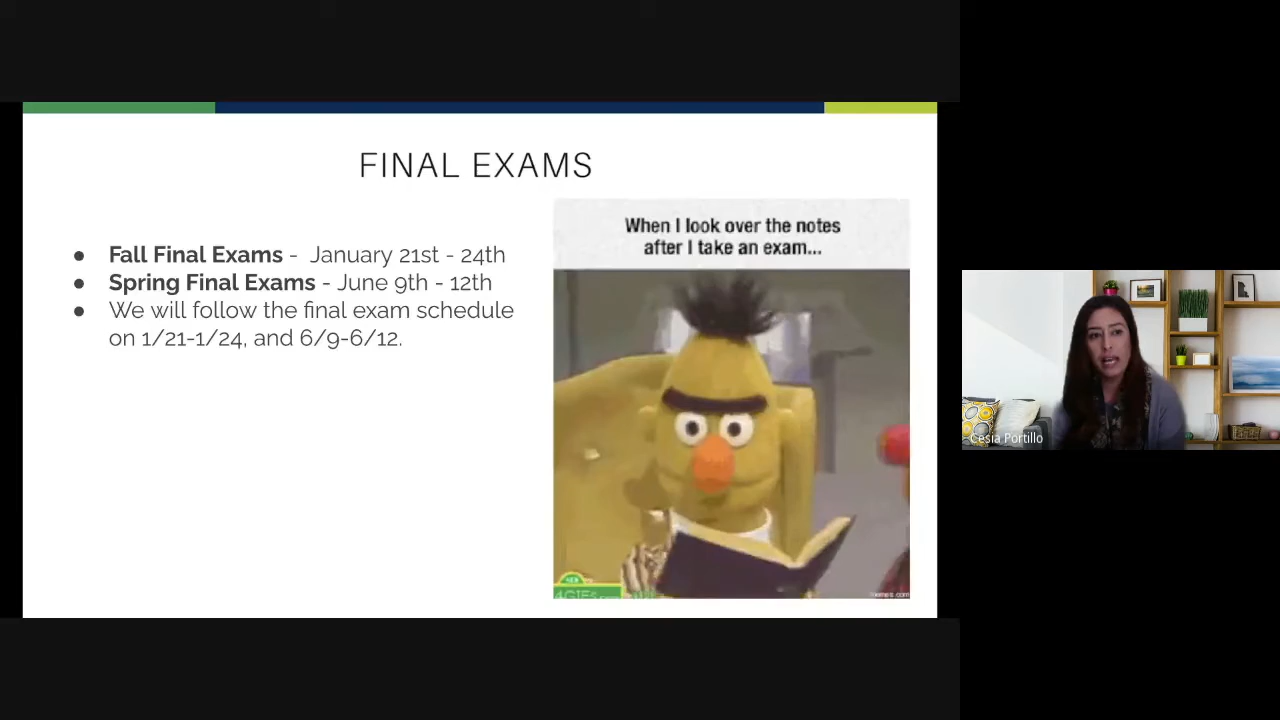 FINAL EXAMS
● Fall Final Exams - January 21st - 24th
● Spring Final Exams - June 9th - 12th
● We will follow the final exam schedule
on 1/21-1/24, and 6/9-6/12.
When I look over the notes
after I take an exam...
4GIFs
Cesia Portillo